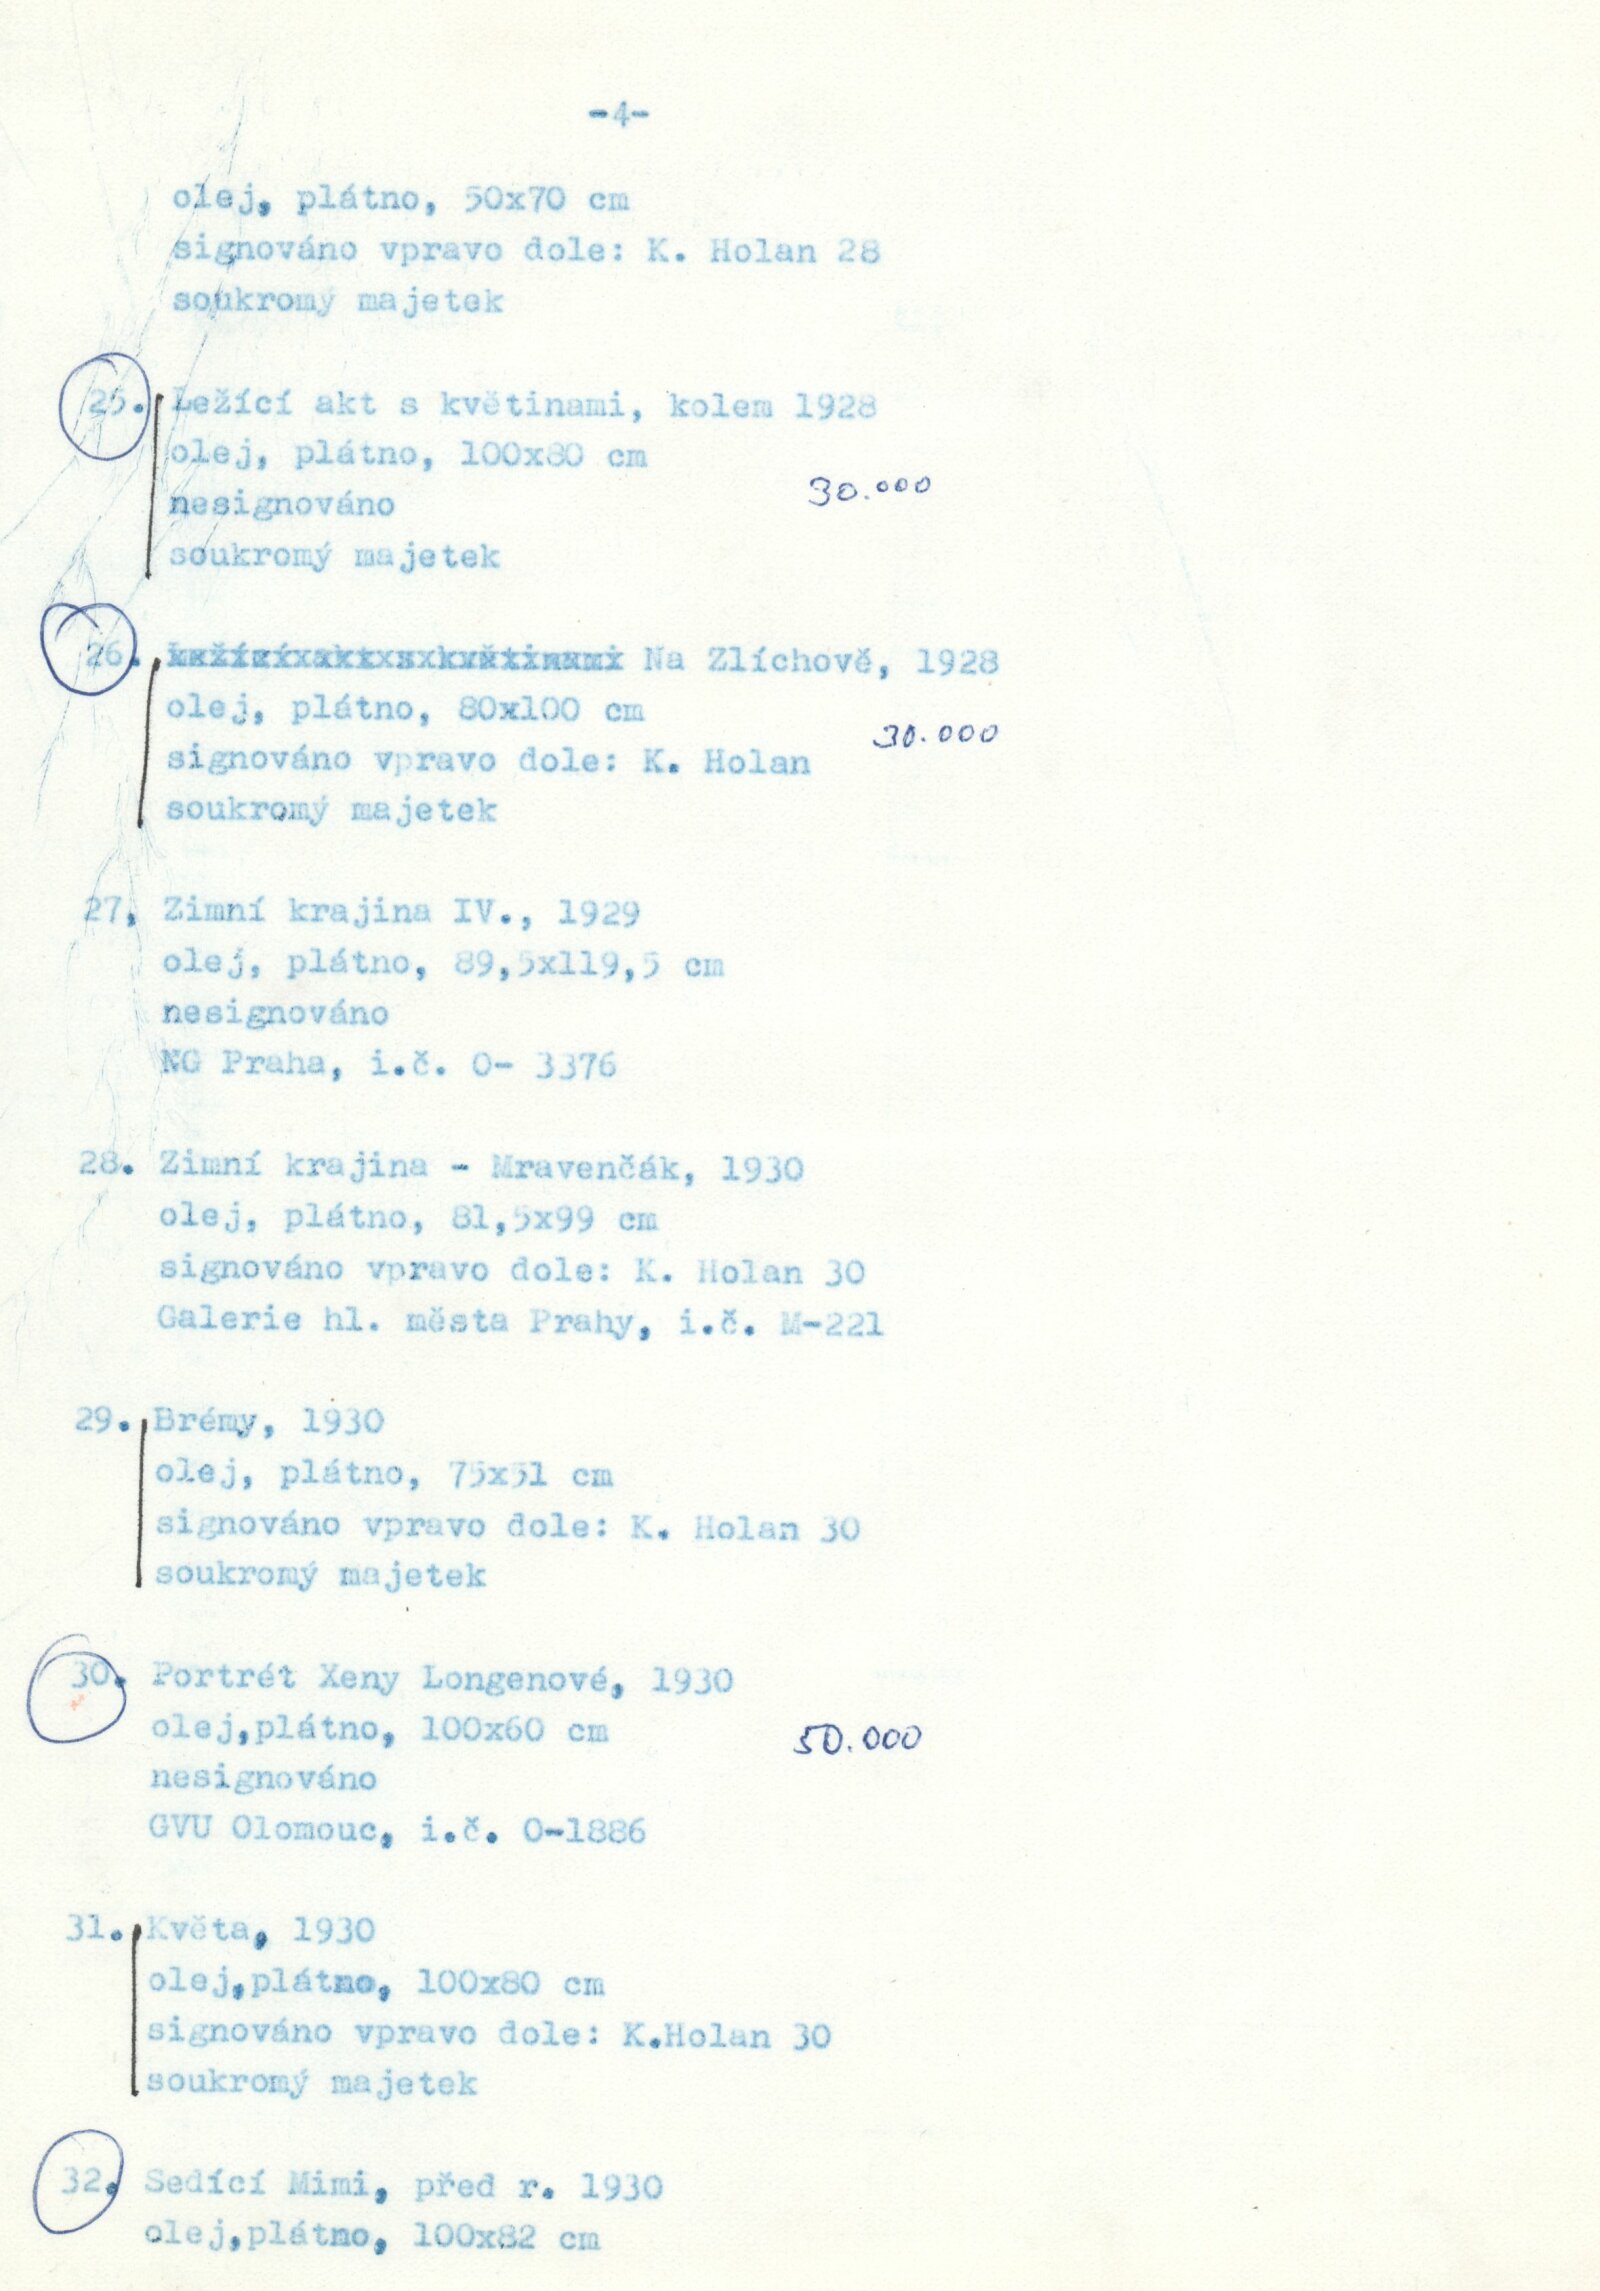 -4-
olej, plátno, 50x70 cm
signováno vpravo dole: K. Holan 28
soukromý majetek
25. Ležící akt s květinami, kolem 1928
olej, plátno, 100x80 cm
30.000
nesignováno
soukromý majetek
26. Na Zlíchově, 1928
olej, plátno, 80x100 cm
30.000
signováno vpravo dole: K. Holan
soukromý majetek
27, Zimní krajina IV., 1929
olej, plátno, 89,5x119,5 cm
nesignováno
NG Praha, i.č. O- 3376
28. Zimní krajina - Mravenčák, 1930
olej, plátno, 81,5x99 cm
signováno vpravo dole: K. Holan 30
Galerie hl. města Prahy, i.č. M-221
29. Brémy, 1930
olej, plátno, 75x51 cm
signováno vpravo dole: K. Holan 30
soukromý majetek
30. Portrét Xeny Longenové, 1930
olej,plátno, 100x60 cm
50.000
nesignováno
GVU Olomouc, i.č. O-1886
31. Květa, 1930
olej,plátno, 100x80 cm
signováno vpravo dole: K.Holan 30
soukromý majetek
32. Sedící Mimi, před r. 1930
olej,plátno, 100x82 cm